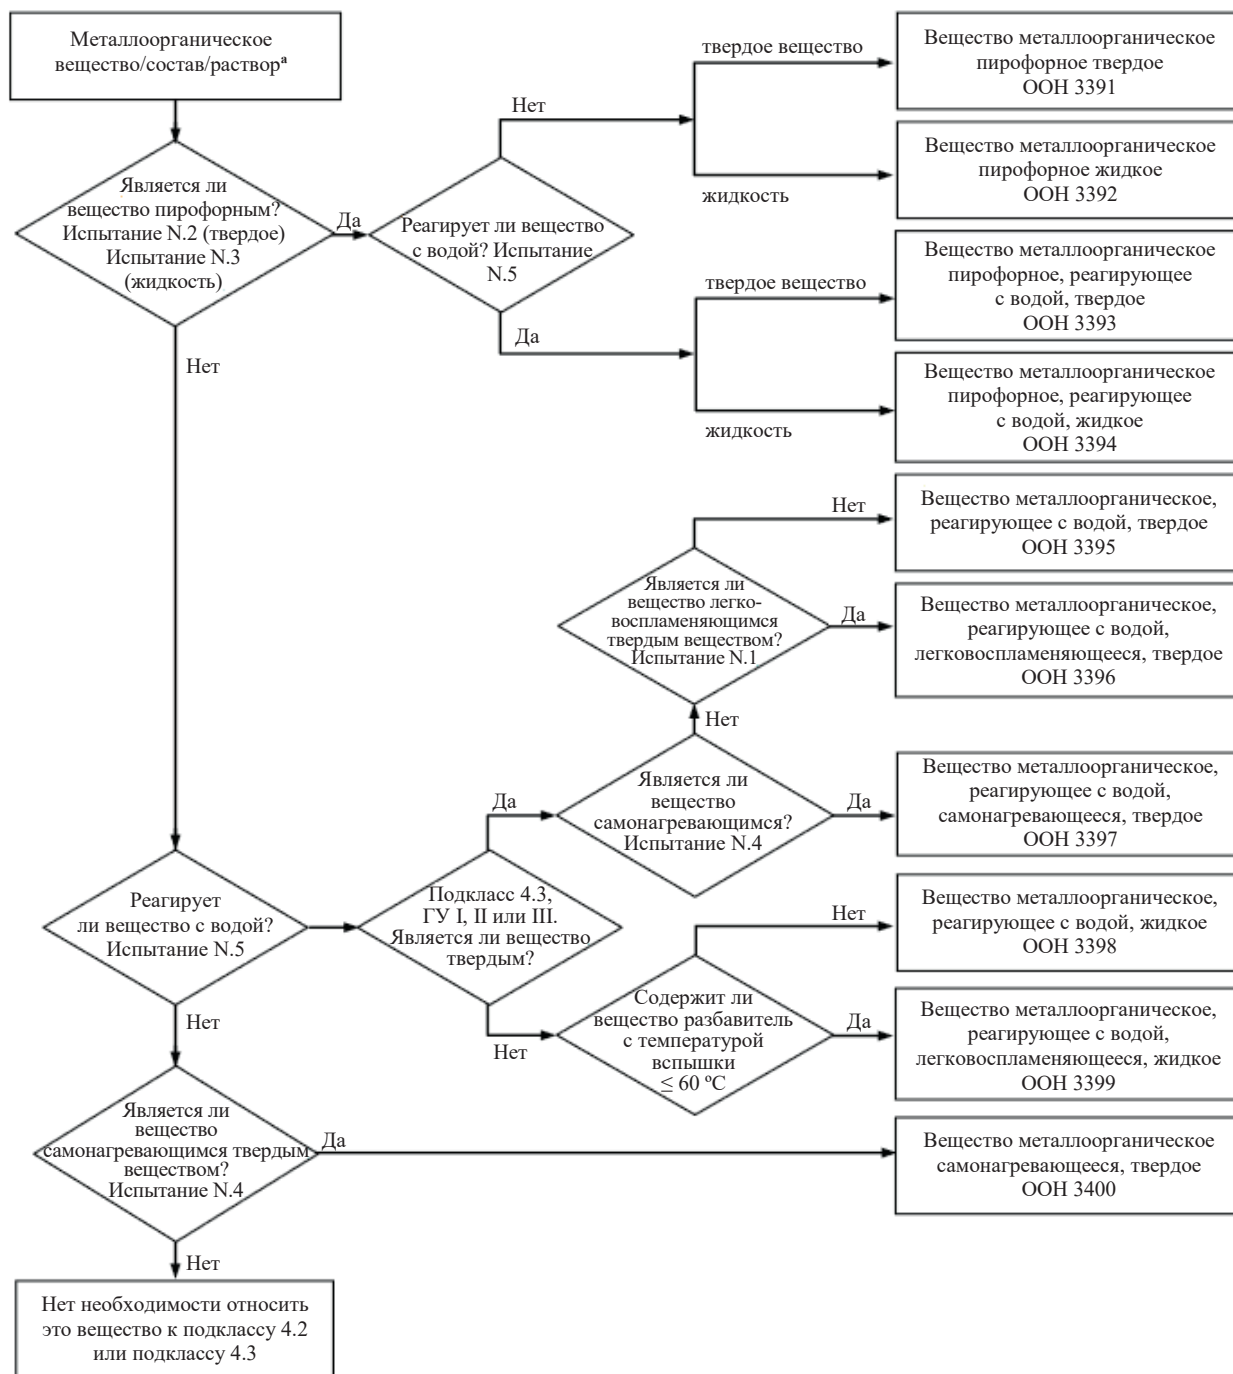 Металлоорганическое
вещество/состав/растворª
Является ли
вещество пирофорным?
Испытание N.2 (твердое)
Испытание N.3
(жидкость)
Да
Нет
Реагирует ли вещество
с водой? Испытание
N.5
Нет
твердое вещество
жидкость
Вещество металлоорганическое
пирофорное твердое
ООН 3391
Вещество металлоорганическое
пирофорное жидкое
ООН 3392
Да
твердое вещество
жидкость
Вещество металлоорганическое
пирофорное, реагирующее
с водой, твердое
ООН 3393
Вещество металлоорганическое
пирофорное, реагирующее
с водой, жидкое
ООН 3394
Нет
Вещество металлоорганическое,
реагирующее с водой, твердое
ООН 3395
Является ли
вещество легко-
воспламеняющимся
твердым веществом?
Испытание N.1
Да
Вещество металлоорганическое,
реагирующее с водой,
легковоспламеняющееся, твердое
ООН 3396
Нет
Является ли
вещество
самонагревающимся?
Испытание N.4
Да
Вещество металлоорганическое,
реагирующее с водой,
самонагревающееся, твердое
ООН 3397
Да
Реагирует
ли вещество с водой?
Испытание N.5
Подкласс 4.3,
ГУ I, II или III.
Является ли вещество
твердым?
Нет
Вещество металлоорганическое,
реагирующее с водой, жидкое
ООН 3398
Нет
Нет
Содержит ли
вещество разбавитель
с температурой
вспышки
≤ 60 ºC
Да
Вещество металлоорганическое,
реагирующее с водой,
легковоспламеняющееся, жидкое
ООН 3399
Является ли
вещество
самонагревающимся твердым
веществом?
Испытание N.4
Да
Вещество металлоорганическое
самонагревающееся, твердое
ООН 3400
Нет
Нет необходимости относить
это вещество к подклассу 4.2
или подклассу 4.3